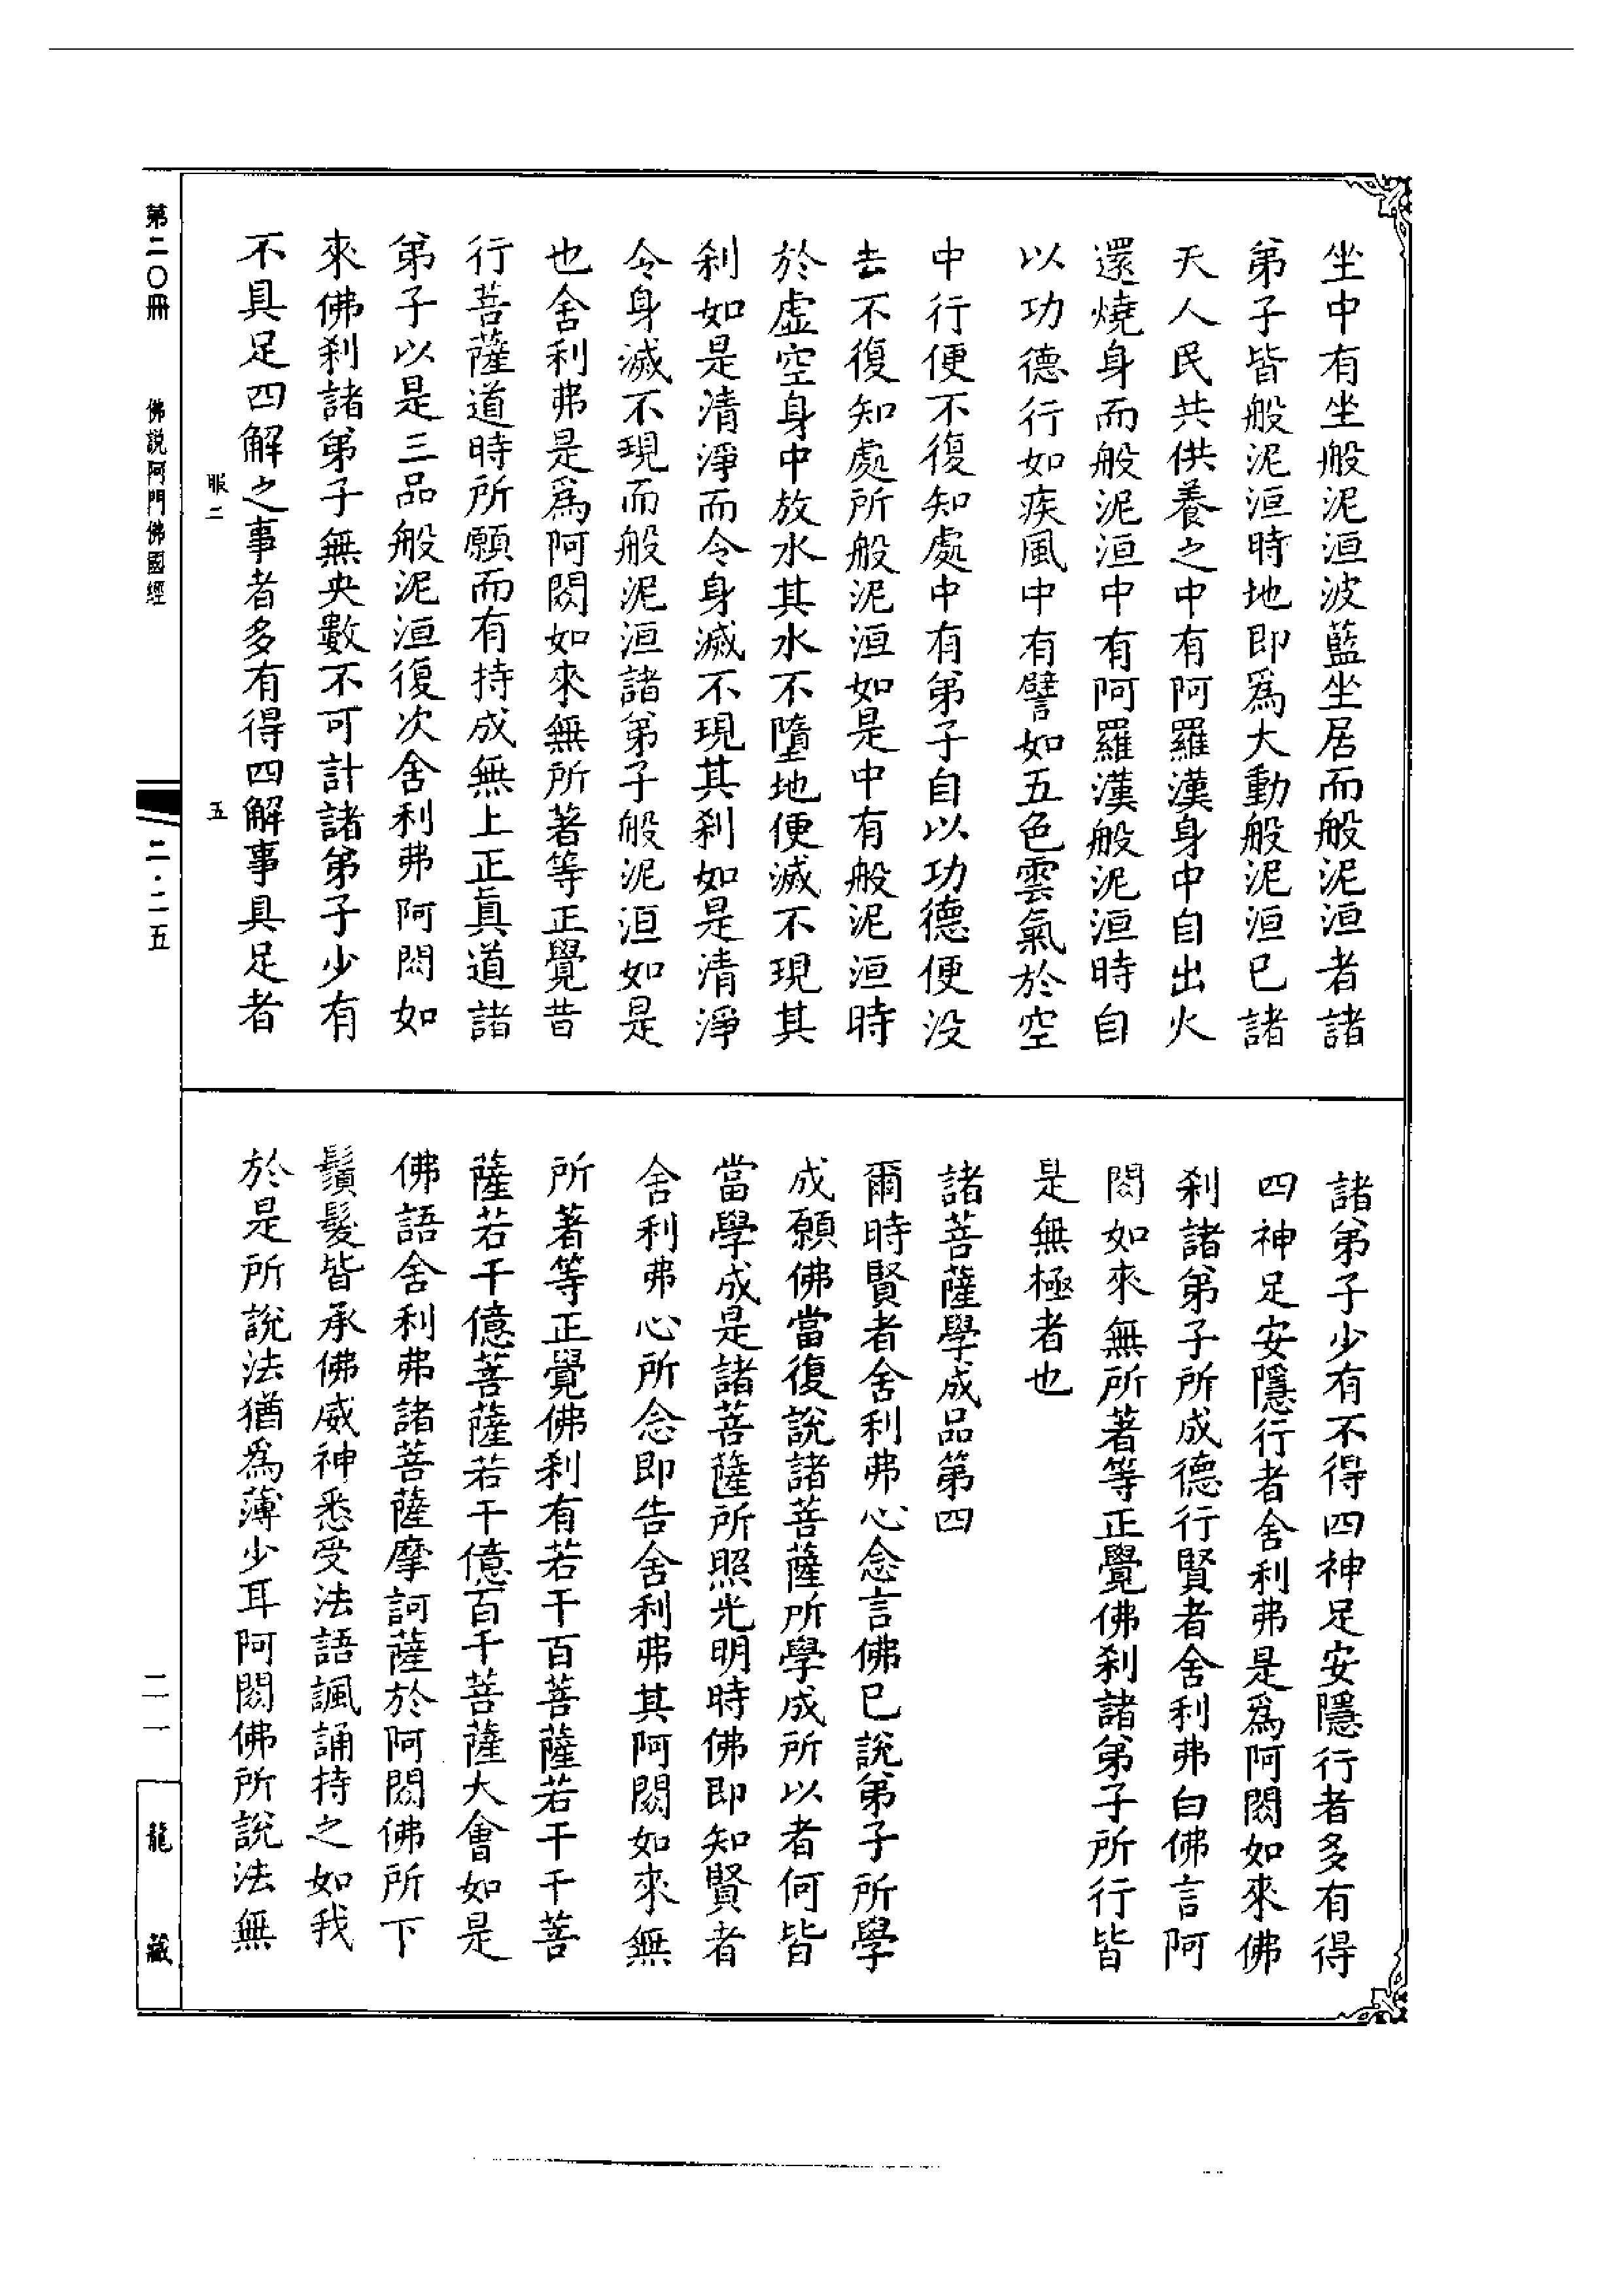 坐中有坐般泥洹波藍坐居而般泥洹者諸
弟子皆般泥洹時地即爲大動般泥洹已諸
天人民共供養之中有阿羅漢身中自出火
還燒身而般泥洹中有阿羅漢般泥洹時自
以功德行如疾風中有譬如五色雲氣於空
中行便不復知處中有弟子自以功德便没
去不復知處所般泥洹如是中有般泥洹時
於虛空身中放水其水不墮地便滅不現其
刹如是清淨而令身滅不現其刹如是清淨
令身滅不現而般泥洹諸弟子般泥洹如是
也舍利弗是爲阿閦如來無所著等正覺昔
行菩薩道時所願而有持成無上正眞道諸
弟子以是三品般泥洹復次舍利弗阿閦如
來佛刹諸弟子無央數不可計諸弟子少有
不具足四解之事者多有得四解事具足者
服二
五
諸弟子少有不得四神足安隱行者多有得
四神足安隱行者舍利弗是爲阿閦如來佛
刹諸弟子所成德行賢者舍利弗白佛言阿
閦如來無所著等正覺佛刹諸弟子所行皆
是無極者也
諸菩薩學成品第四
爾時賢者舍利弗心念言佛已說弟子所學
成願佛當復說諸菩薩所學成所以者何皆
當學成是諸菩薩所照光明時佛即知賢者
舍利弗心所念即告舍利弗其阿閦如來無
所著等正覺佛刹有若干百菩薩若干千菩
薩若干億菩薩若干億百千菩薩大會如是
佛語舍利弗諸菩薩摩訶薩於阿閦佛所下
鬚髮皆承佛威神悉受法語諷誦持之如我
於是所說法猶爲薄少耳阿閦佛所說法無
第二〇冊
佛説阿門佛國經
二·二五
二一
龍藏